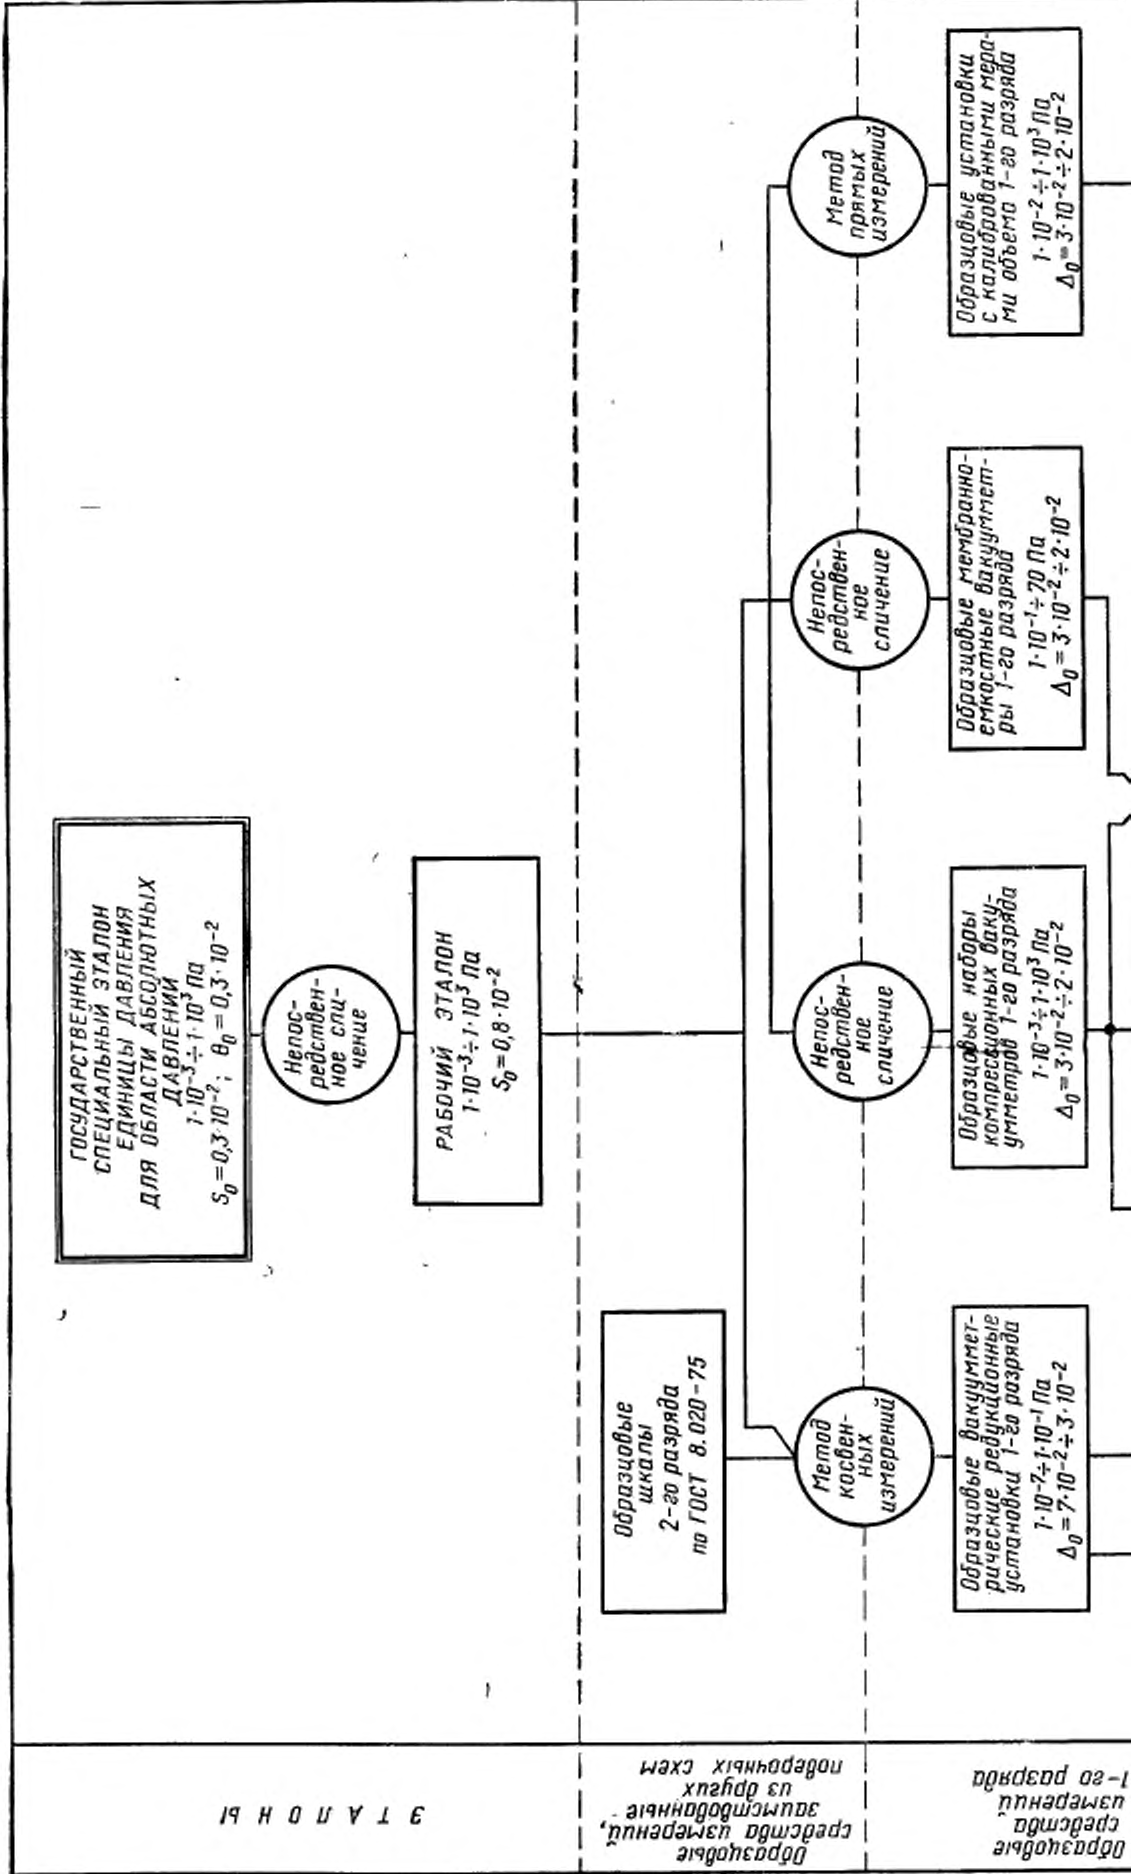 ЭТАЛОНЫ
ГОСУДАРСТВЕННЫЙ
СПЕЦИАЛЬНЫЙ ЭТАЛОН
ЕДИНИЦЫ ДАВЛЕНИЯ
ДЛЯ ОБЛАСТИ АБСОЛЮТНЫХ
ДАВЛЕНИЙ
1·10⁻³÷1·10³ Па
S₀=0,3·10⁻²; θ₀=0,3·10⁻²
Непос-
редствен-
ное сли-
чение
РАБОЧИЙ ЭТАЛОН
1·10⁻³÷1·10³ Па
S₀=0,8·10⁻²
Образцовые
средства измерений,
заимствованные
из других
поверочных схем
Образцовые
шкалы
2-го разряда
по ГОСТ 8.020-75
Метод
косвен-
ных
измерений
Непос-
редствен-
ное
сличение
Непос-
редствен-
ное
сличение
Метод
прямых
измерений
Образцовые
средства
измерений
1-го разряда
Образцовые вакууммет-
рические редукционные
установки 1-го разряда
1·10⁻⁷÷1·10⁻¹ Па
Δ₀=7·10⁻²÷3·10⁻²
Образцовые наборы
компрессионных ваку-
умметров 1-го разряда
1·10⁻³÷1·10³ Па
Δ₀=3·10⁻²÷2·10⁻²
Образцовые мембранно-
емкостные вакууммет-
ры 1-го разряда
1·10⁻¹÷70 Па
Δ₀=3·10⁻²÷2·10⁻²
Образцовые установки
с калиброванными мера-
ми объема 1-го разряда
1·10⁻²÷1·10³ Па
Δ₀=3·10⁻²÷2·10⁻²